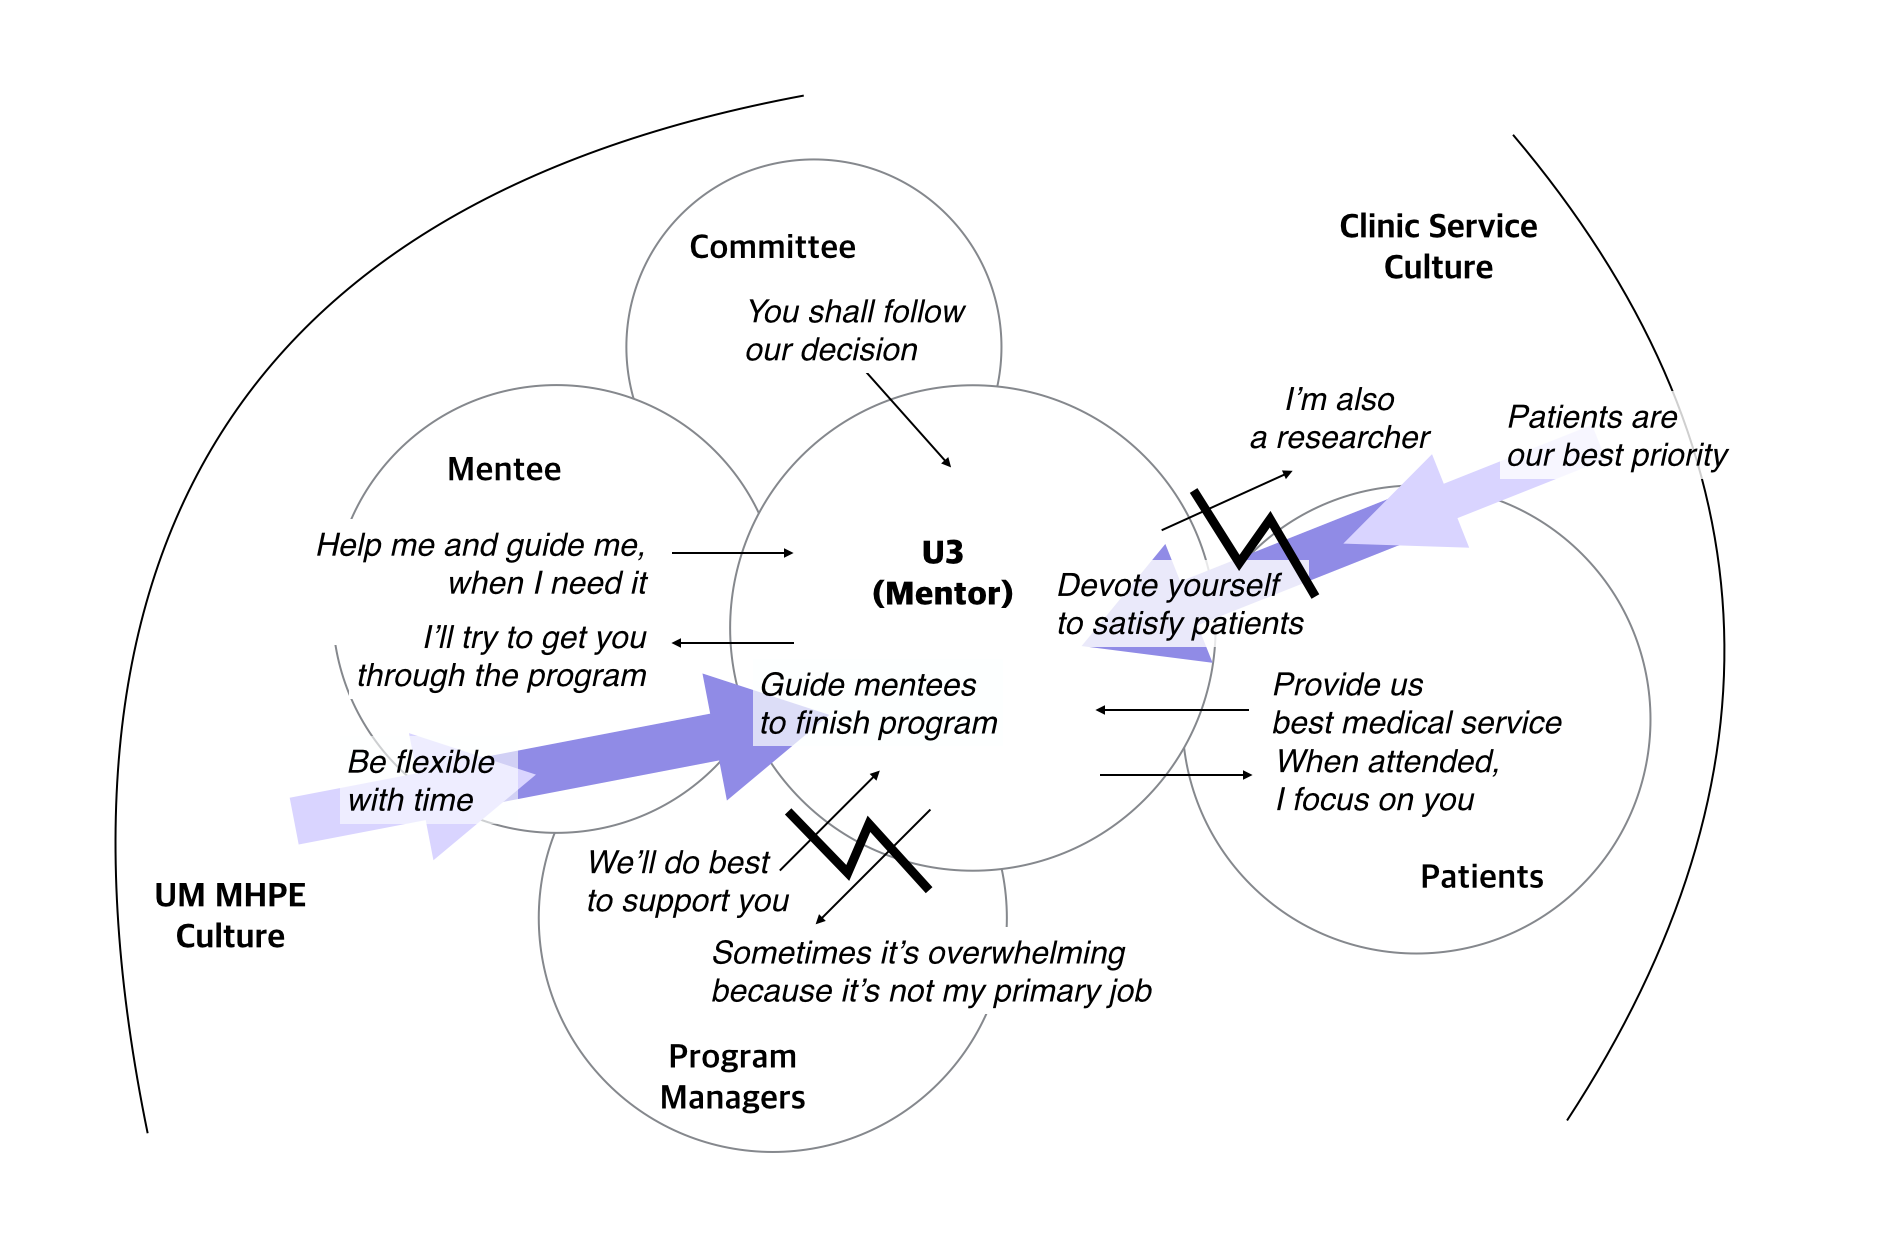 Clinic Service
Culture
Committee
You shall follow
our decision
I'm also
a researcher
Patients are
our best priority
Mentee
Help me and guide me,
when I need it
I'll try to get you
through the program
U3
(Mentor)
Devote yourself
to satisfy patients
Guide mentees
to finish program
Provide us
best medical service
When attended,
I focus on you
Be flexible
with time
We'll do best
to support you
Patients
UM MHPE
Culture
Sometimes it's overwhelming
because it's not my primary job
Program
Managers